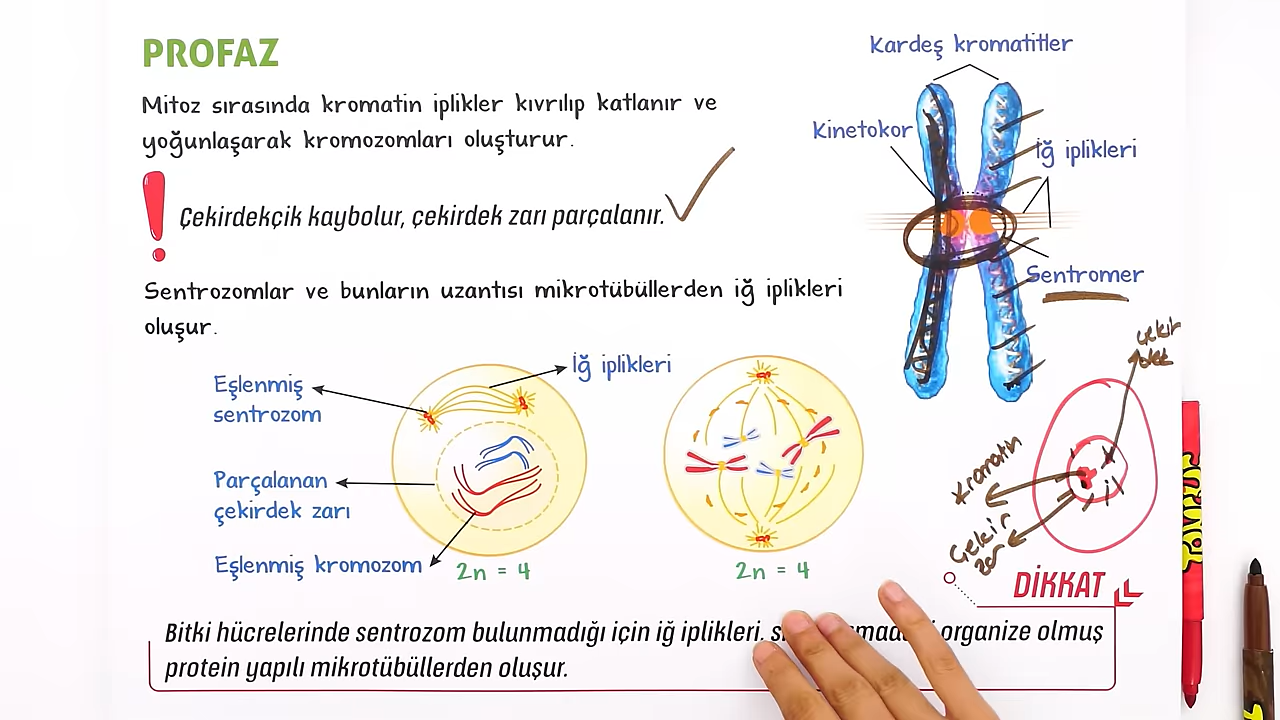 PROFAZ
Mitoz sırasında kromatin iplikler kıvrılıp katlanır ve
yoğunlaşarak kromozomları oluşturur.
Çekirdekçik kaybolur, çekirdek zarı parçalanır.
Sentrozomlar ve bunların uzantısı mikrotübüllerden iğ iplikleri
oluşur.
Kardeş kromatitler
Kinetokor
İğ iplikleri
Sentromer
İğ iplikleri
Eşlenmiş
sentrozom
Parçalanan
çekirdek zarı
Eşlenmiş kromozom
2n = 4
2n = 4
Kromatin
Çekir
zar
çekir
DİKKAT
Bitki hücrelerinde sentrozom bulunmadığı için iğ iplikleri, organize olmuş
protein yapılı mikrotübüllerden oluşur.